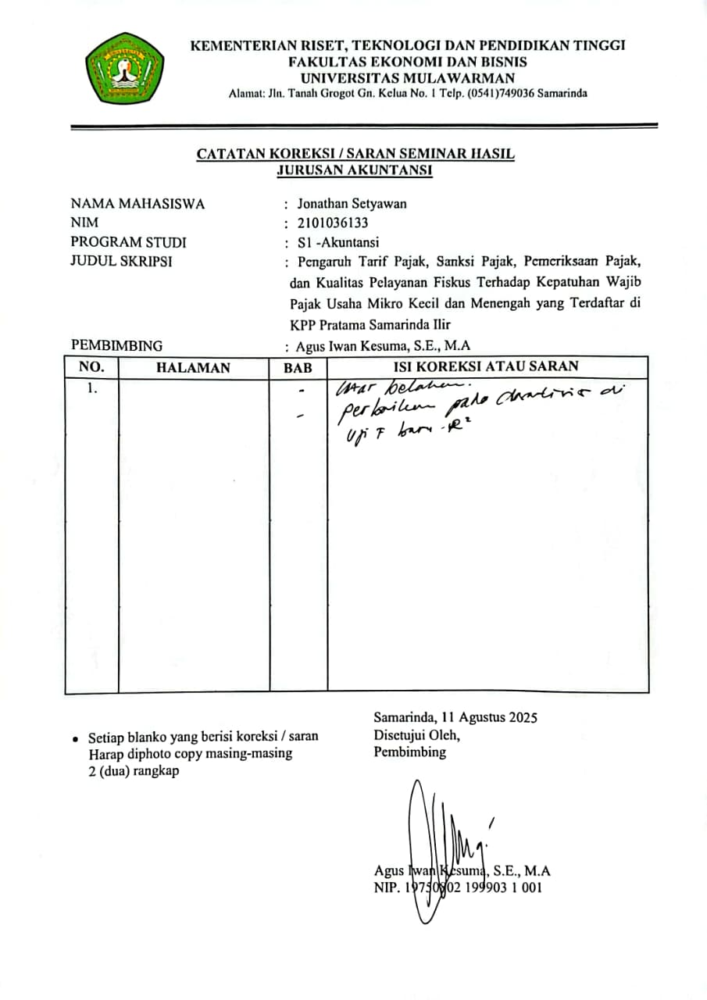 KEMENTERIAN RISET, TEKNOLOGI DAN PENDIDIKAN TINGGI
FAKULTAS EKONOMI DAN BISNIS
UNIVERSITAS MULAWARMAN
Alamat: Jln. Tanah Grogot Gn. Kelua No. 1 Telp. (0541)749036 Samarinda
CATATAN KOREKSI / SARAN SEMINAR HASIL
JURUSAN AKUNTANSI
NAMA MAHASISWA : Jonathan Setyawan
NIM : 2101036133
PROGRAM STUDI : S1 -Akuntansi
JUDUL SKRIPSI : Pengaruh Tarif Pajak, Sanksi Pajak, Pemeriksaan Pajak,
dan Kualitas Pelayanan Fiskus Terhadap Kepatuhan Wajib
Pajak Usaha Mikro Kecil dan Menengah yang Terdaftar di
KPP Pratama Samarinda Ilir
PEMBIMBING : Agus Iwan Kesuma, S.E., M.A
NO. HALAMAN BAB ISI KOREKSI ATAU SARAN
1. - latar belakang.
- perbaikan pada di
Uji F baru R²
Samarinda, 11 Agustus 2025
Disetujui Oleh,
Pembimbing
• Setiap blanko yang berisi koreksi / saran
Harap diphoto copy masing-masing
2 (dua) rangkap
Agus Iwan Kesuma, S.E., M.A
NIP. 19750802 199903 1 001